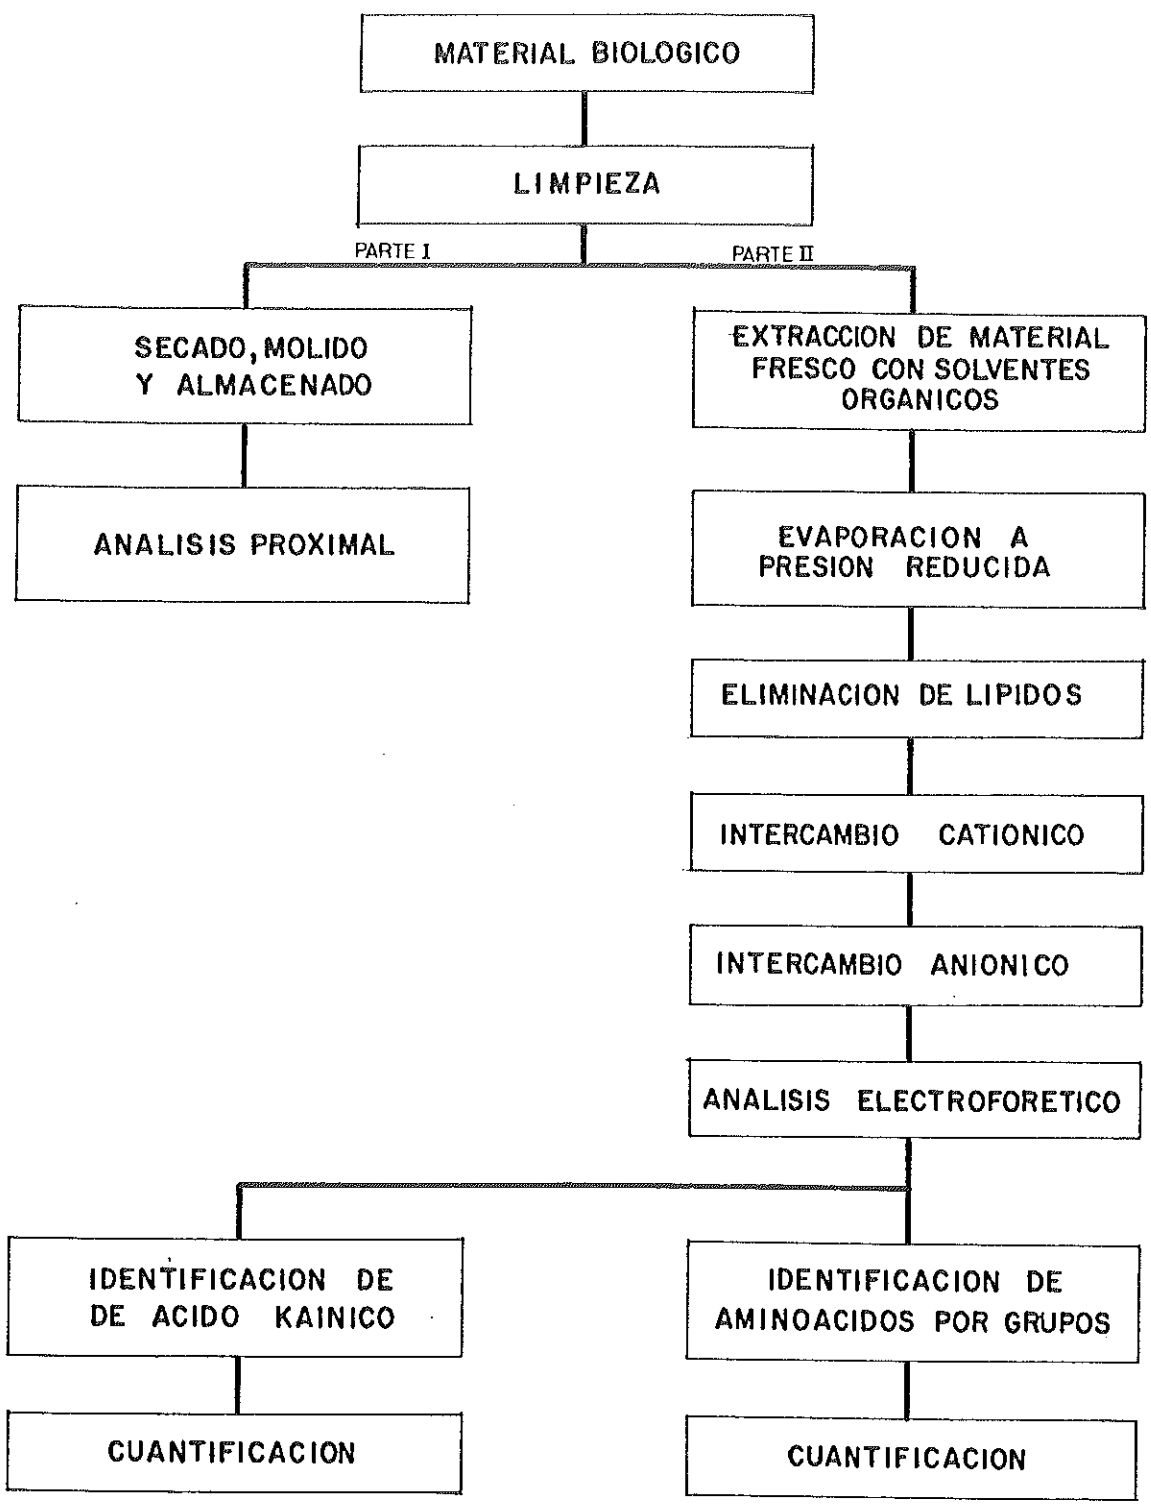 MATERIAL BIOLOGICO
LIMPIEZA
PARTE I
PARTE II
SECADO, MOLIDO
Y ALMACENADO
ANALISIS PROXIMAL
EXTRACCION DE MATERIAL
FRESCO CON SOLVENTES
ORGANICOS
EVAPORACION A
PRESION REDUCIDA
ELIMINACION DE LIPIDOS
INTERCAMBIO CATIONICO
INTERCAMBIO ANIONICO
ANALISIS ELECTROFORETICO
IDENTIFICACION DE
DE ACIDO KAINICO
CUANTIFICACION
IDENTIFICACION DE
AMINOACIDOS POR GRUPOS
CUANTIFICACION